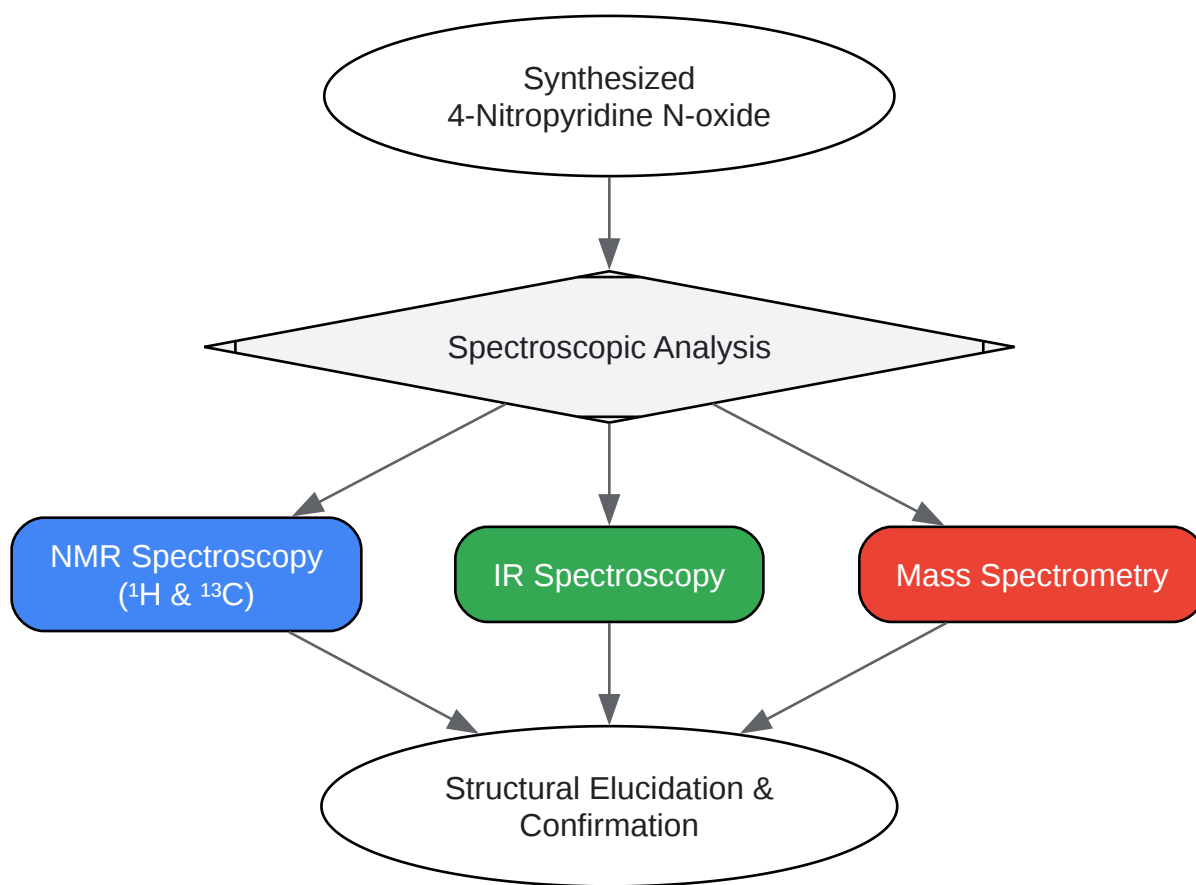 Synthesized
4-Nitropyridine N-oxide
Spectroscopic Analysis
NMR Spectroscopy
(¹H & ¹³C)
IR Spectroscopy
Mass Spectrometry
Structural Elucidation &
Confirmation